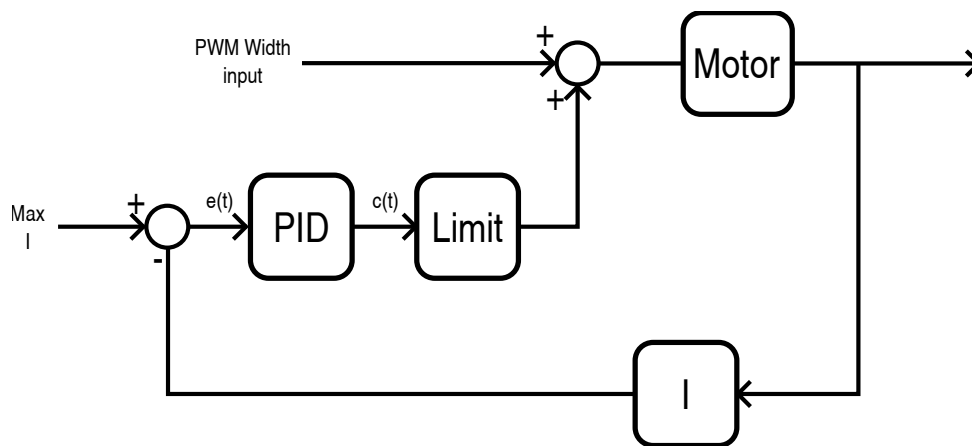 PWM Width
input
+
+
Motor
Max
I
+
-
e(t)
PID
c(t)
Limit
I